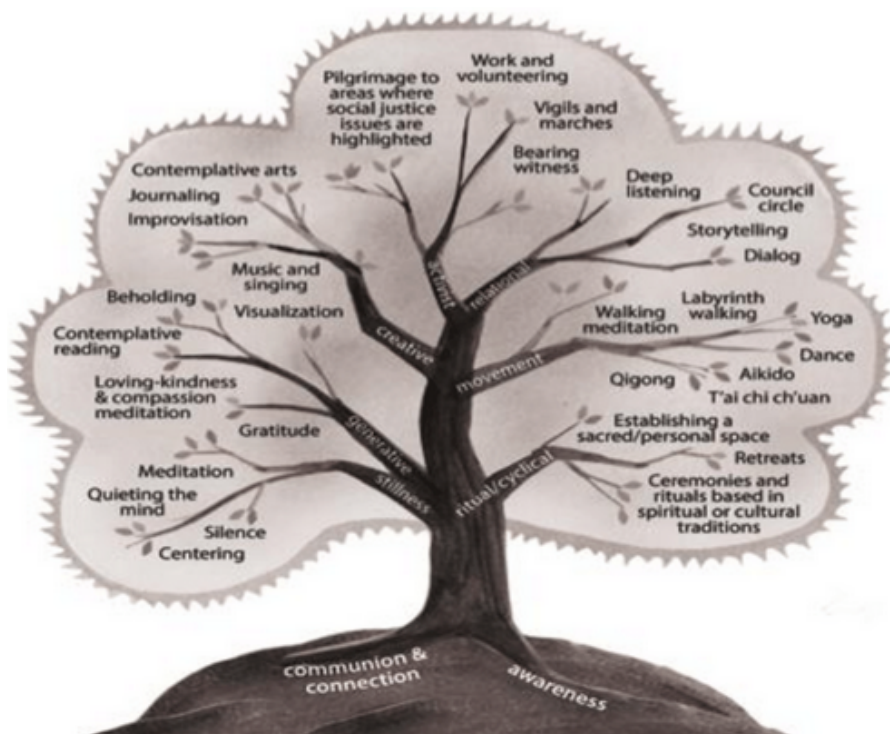 Work and
volunteering
Pilgrimage to
areas where
social justice
issues are
highlighted
Vigils and
marches
Bearing
witness
Contemplative arts
Journaling
Improvisation
Music and
singing
Deep
listening
Council
circle
Storytelling
Dialog
activist
relational
creative
movement
Beholding
Visualization
Contemplative
reading
Loving-kindness
& compassion
meditation
Gratitude
generative
Walking
meditation
Labyrinth
walking
Yoga
Dance
Aikido
Qigong
T'ai chi ch'uan
Meditation
Quieting the
mind
Silence
Centering
stillness
ritual/cyclical
Establishing a
sacred/personal space
Retreats
Ceremonies and
rituals based in
spiritual or cultural
traditions
communion &
connection
awareness